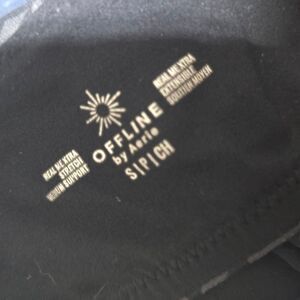 OFFLINE
by Aerie
S | P | CH
REAL ME XTRA
STRETCH
MEDIUM SUPPORT
REAL ME XTRA
EXTENSIBLE
SOUTIEN MOYEN